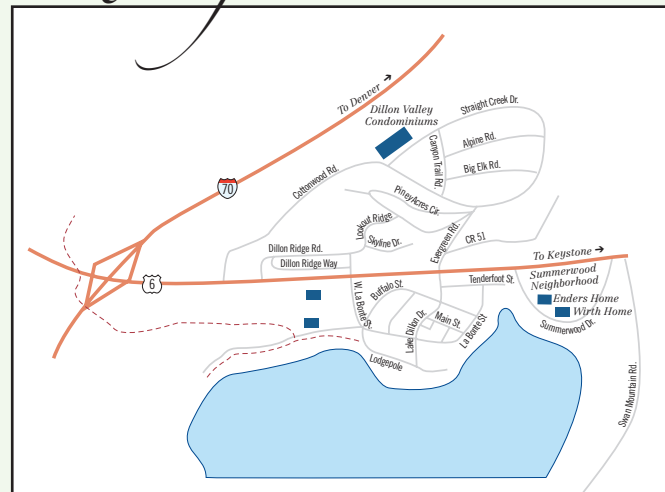 To Denver →
Dillon Valley
Condominiums
Straight Creek Dr.
Alpine Rd.
Canyon Trail Rd.
Big Elk Rd.
Cottonwood Rd.
70
Piney Acres Cir.
Lookout Ridge
Skyline Dr.
Evergreen Rd.
CR 51
Dillon Ridge Rd.
Dillon Ridge Way
To Keystone →
6
Summerwood
Neighborhood
Tenderfoot St.
Enders Home
Wirth Home
W. La Bonte St.
Buffalo St.
Lake Dillon Dr.
Main St.
La Bonte St.
Summerwood Dr.
Lodgepole
Swan Mountain Rd.